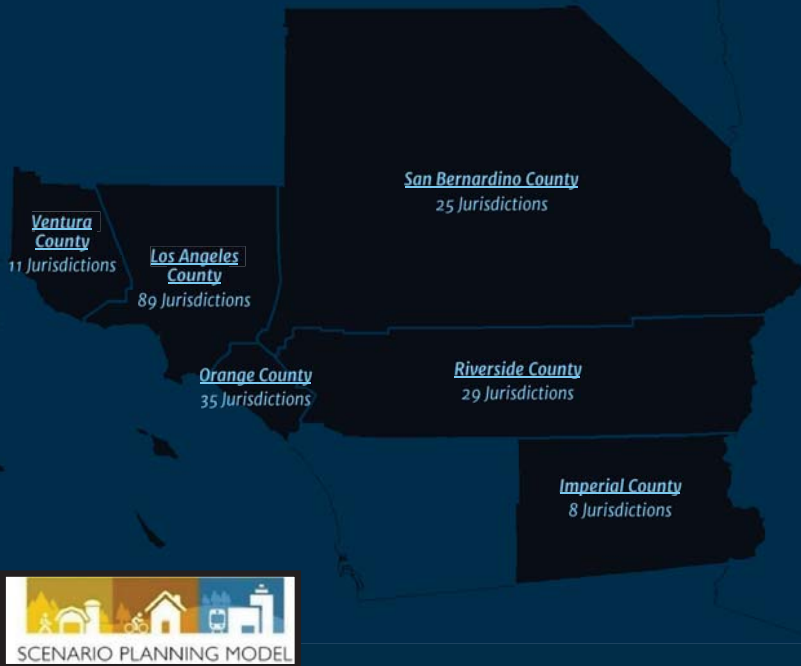 San Bernardino County
25 Jurisdictions
Ventura
County
11 Jurisdictions
Los Angeles
County
89 Jurisdictions
Orange County
35 Jurisdictions
Riverside County
29 Jurisdictions
Imperial County
8 Jurisdictions
SCENARIO PLANNING MODEL